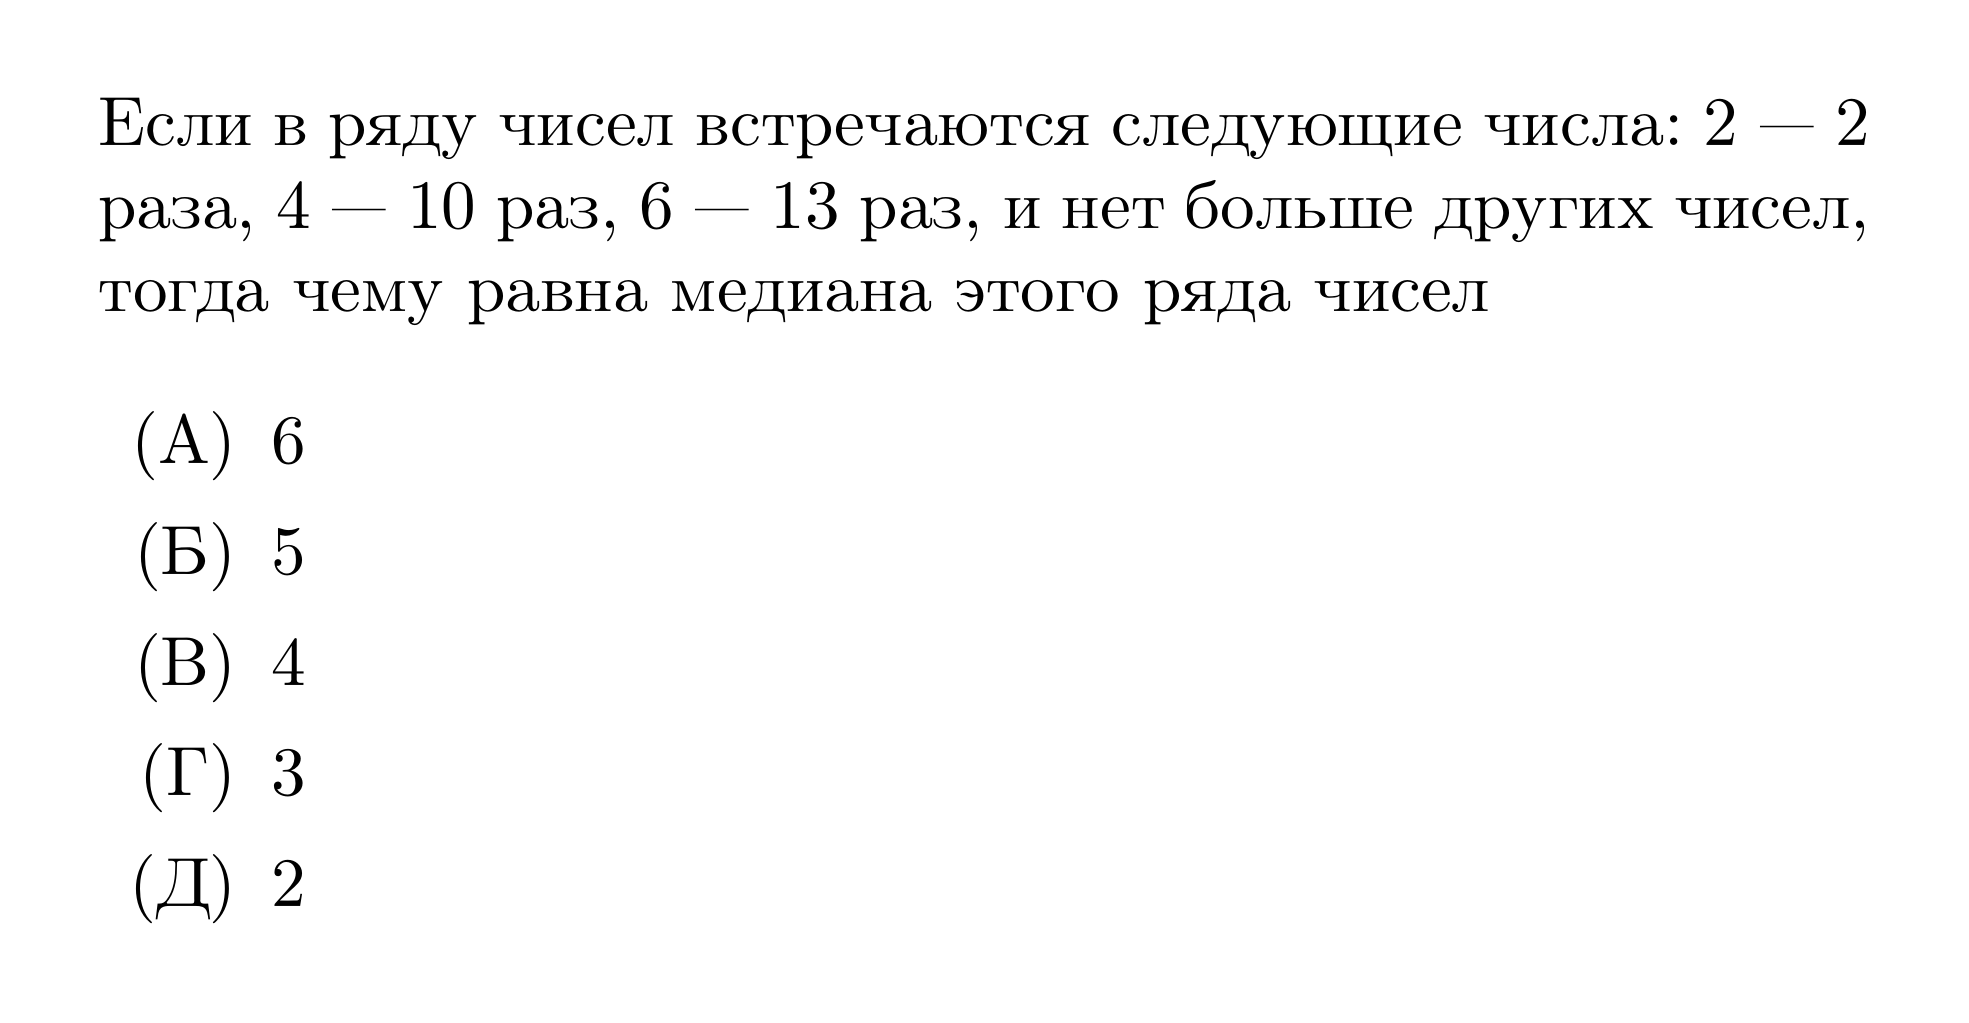 Если в ряду чисел встречаются следующие числа: 2 — 2
раза, 4 — 10 раз, 6 — 13 раз, и нет больше других чисел,
тогда чему равна медиана этого ряда чисел
(А) 6
(Б) 5
(В) 4
(Г) 3
(Д) 2